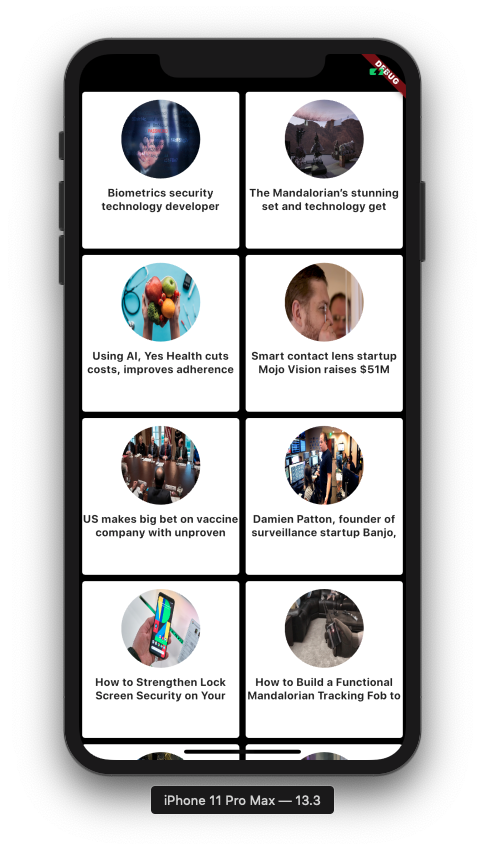 DEBUG
Biometrics security
technology developer
The Mandalorian's stunning
set and technology get
Using AI, Yes Health cuts
costs, improves adherence
Smart contact lens startup
Mojo Vision raises $51M
US makes big bet on vaccine
company with unproven
Damien Patton, founder of
surveillance startup Banjo,
How to Strengthen Lock
Screen Security on Your
How to Build a Functional
Mandalorian Tracking Fob to
iPhone 11 Pro Max — 13.3